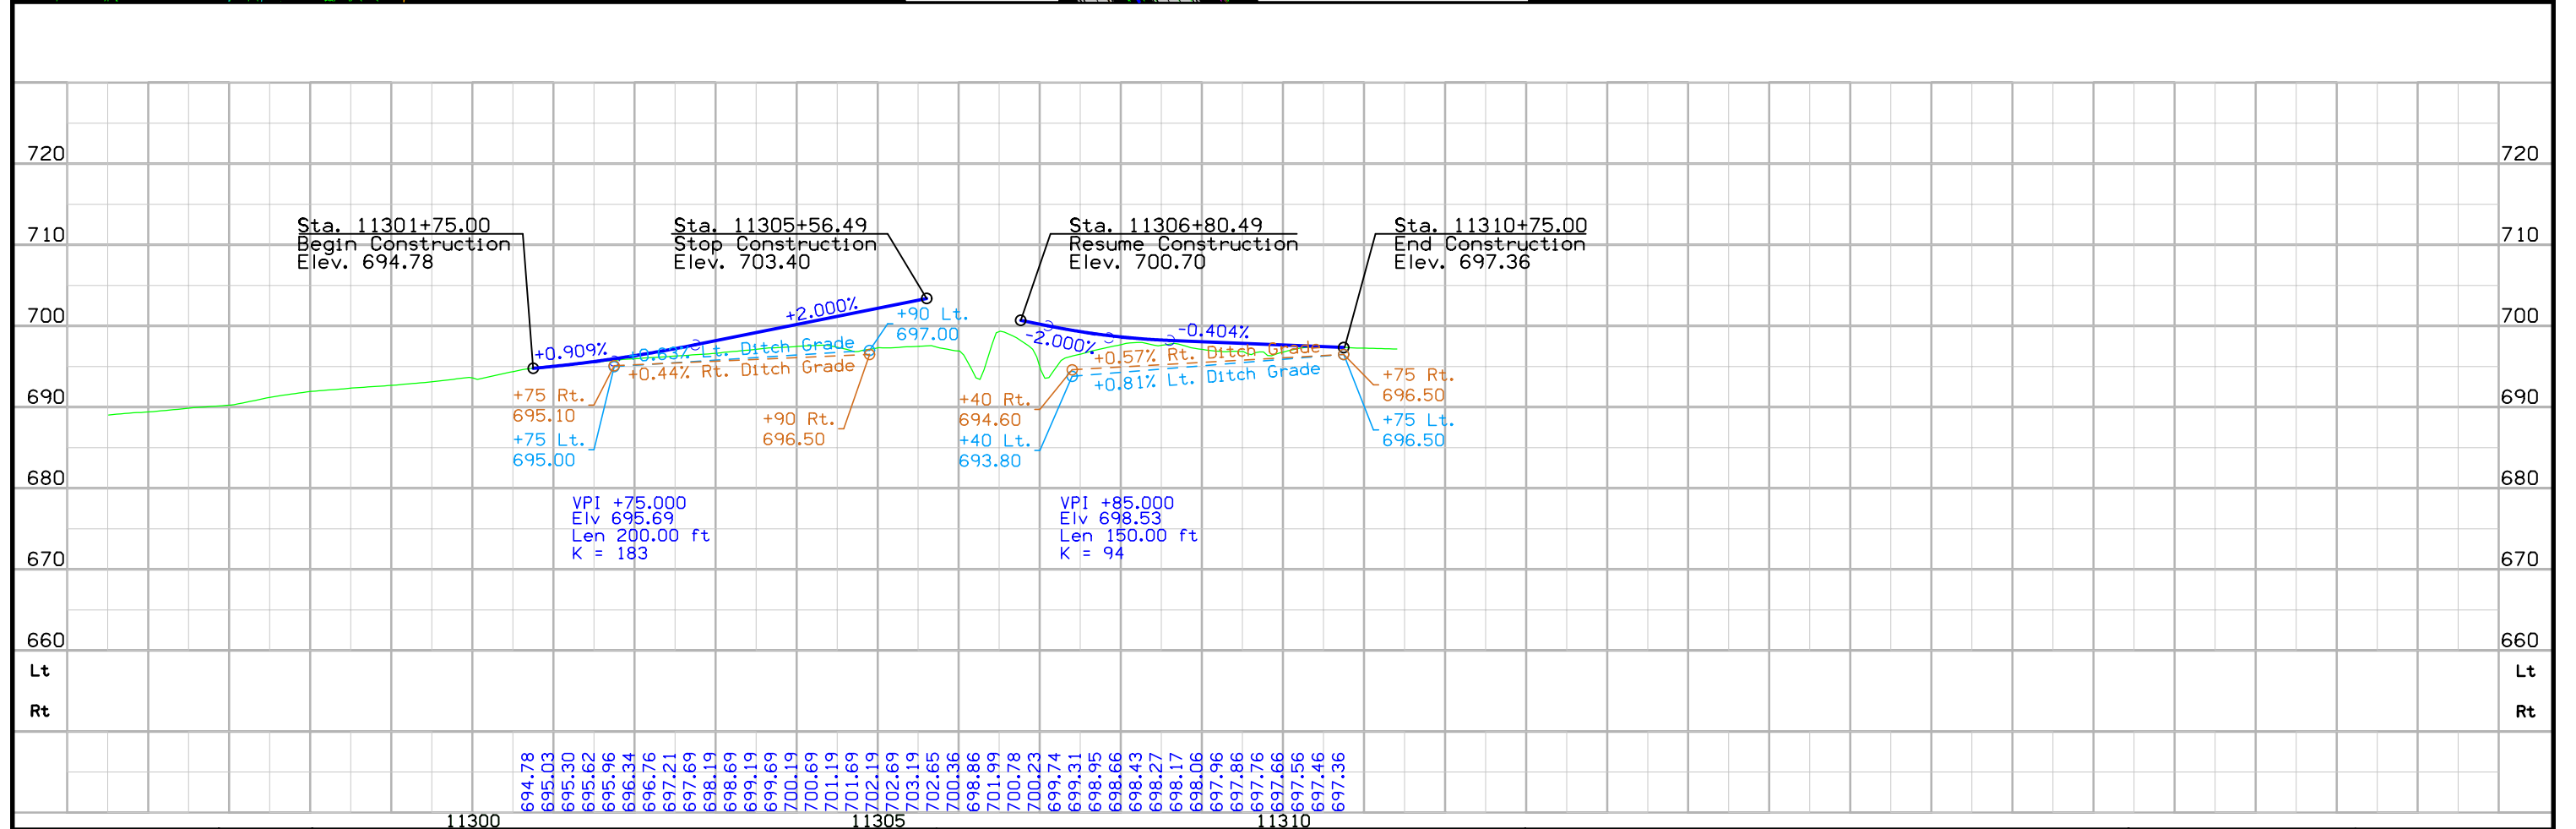 720 720
Sta. 11301+75.00
Begin Construction
Elev. 694.78
Sta. 11305+56.49
Stop Construction
Elev. 703.40
Sta. 11306+80.49
Resume Construction
Elev. 700.70
Sta. 11310+75.00
End Construction
Elev. 697.36
710 710
700 700
+0.909%
+2.000%
-2.000%
-0.404%
+90 Lt.
697.00
+0.63% Lt. Ditch Grade
+0.44% Rt. Ditch Grade
+0.57% Rt. Ditch Grade
+0.81% Lt. Ditch Grade
690 690
+75 Rt.
695.10
+75 Lt.
695.00
+90 Rt.
696.50
+40 Rt.
694.60
+40 Lt.
693.80
+75 Rt.
696.50
+75 Lt.
696.50
680 680
VPI +75.000
Elv 695.69
Len 200.00 ft
K = 183
VPI +85.000
Elv 698.53
Len 150.00 ft
K = 94
670 670
660 660
Lt Lt
Rt Rt
694.78
695.03
695.30
695.62
695.96
696.34
696.76
697.21
697.69
698.19
698.69
699.19
699.69
700.19
700.69
701.19
701.69
702.19
702.69
703.19
702.65
700.36
698.86
701.99
700.78
700.23
699.74
699.31
698.95
698.66
698.43
698.27
698.17
698.06
697.96
697.86
697.76
697.66
697.56
697.46
697.36
11300 11305 11310